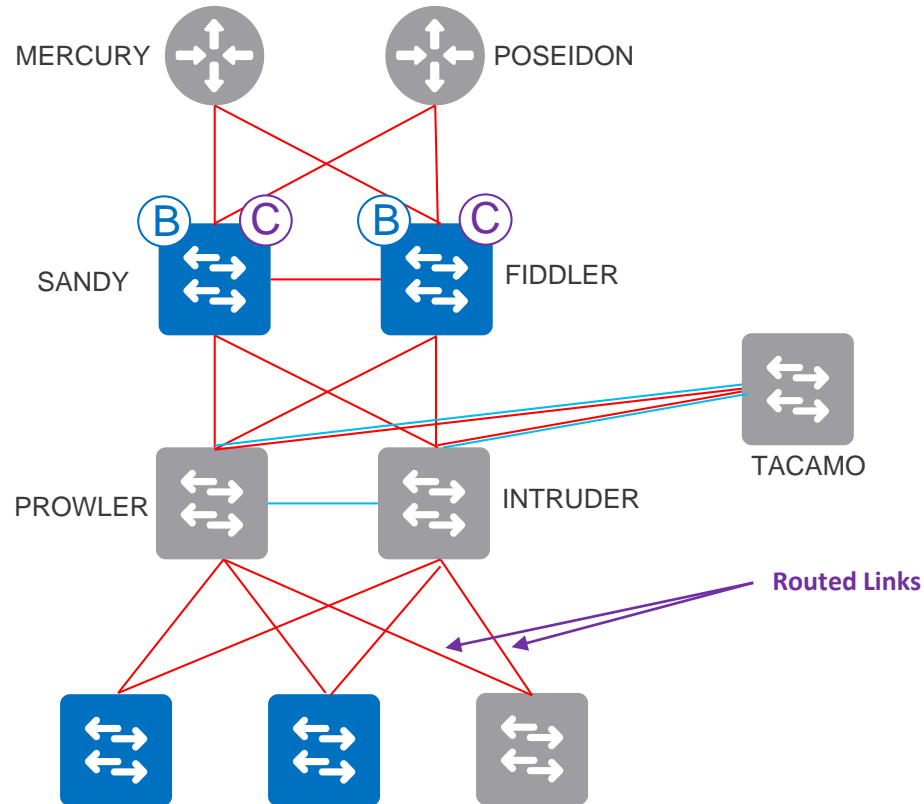 MERCURY
POSEIDON
B
C
B
C
SANDY
FIDDLER
TACAMO
PROWLER
INTRUDER
Routed Links